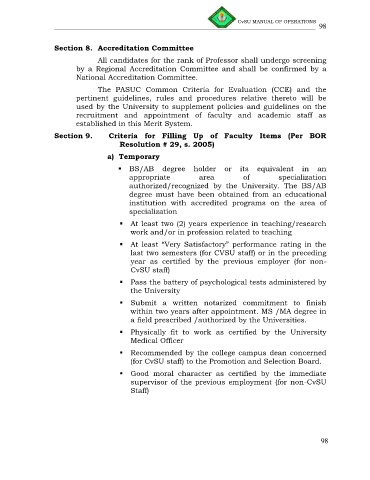 CvSU MANUAL OF OPERATIONS
98
Section 8. Accreditation Committee
All candidates for the rank of Professor shall undergo screening
by a Regional Accreditation Committee and shall be confirmed by a
National Accreditation Committee.
The PASUC Common Criteria for Evaluation (CCE) and the
pertinent guidelines, rules and procedures relative thereto will be
used by the University to supplement policies and guidelines on the
recruitment and appointment of faculty and academic staff as
established in this Merit System.
Section 9. Criteria for Filling Up of Faculty Items (Per BOR
Resolution # 29, s. 2005)
a) Temporary
▪ BS/AB degree holder or its equivalent in an
appropriate area of specialization
authorized/recognized by the University. The BS/AB
degree must have been obtained from an educational
institution with accredited programs on the area of
specialization
▪ At least two (2) years experience in teaching/research
work and/or in profession related to teaching
▪ At least “Very Satisfactory” performance rating in the
last two semesters (for CVSU staff) or in the preceding
year as certified by the previous employer (for non-
CvSU staff)
▪ Pass the battery of psychological tests administered by
the University
▪ Submit a written notarized commitment to finish
within two years after appointment. MS /MA degree in
a field prescribed /authorized by the Universities.
▪ Physically fit to work as certified by the University
Medical Officer
▪ Recommended by the college campus dean concerned
(for CvSU staff) to the Promotion and Selection Board.
▪ Good moral character as certified by the immediate
supervisor of the previous employment (for non-CvSU
Staff)
98